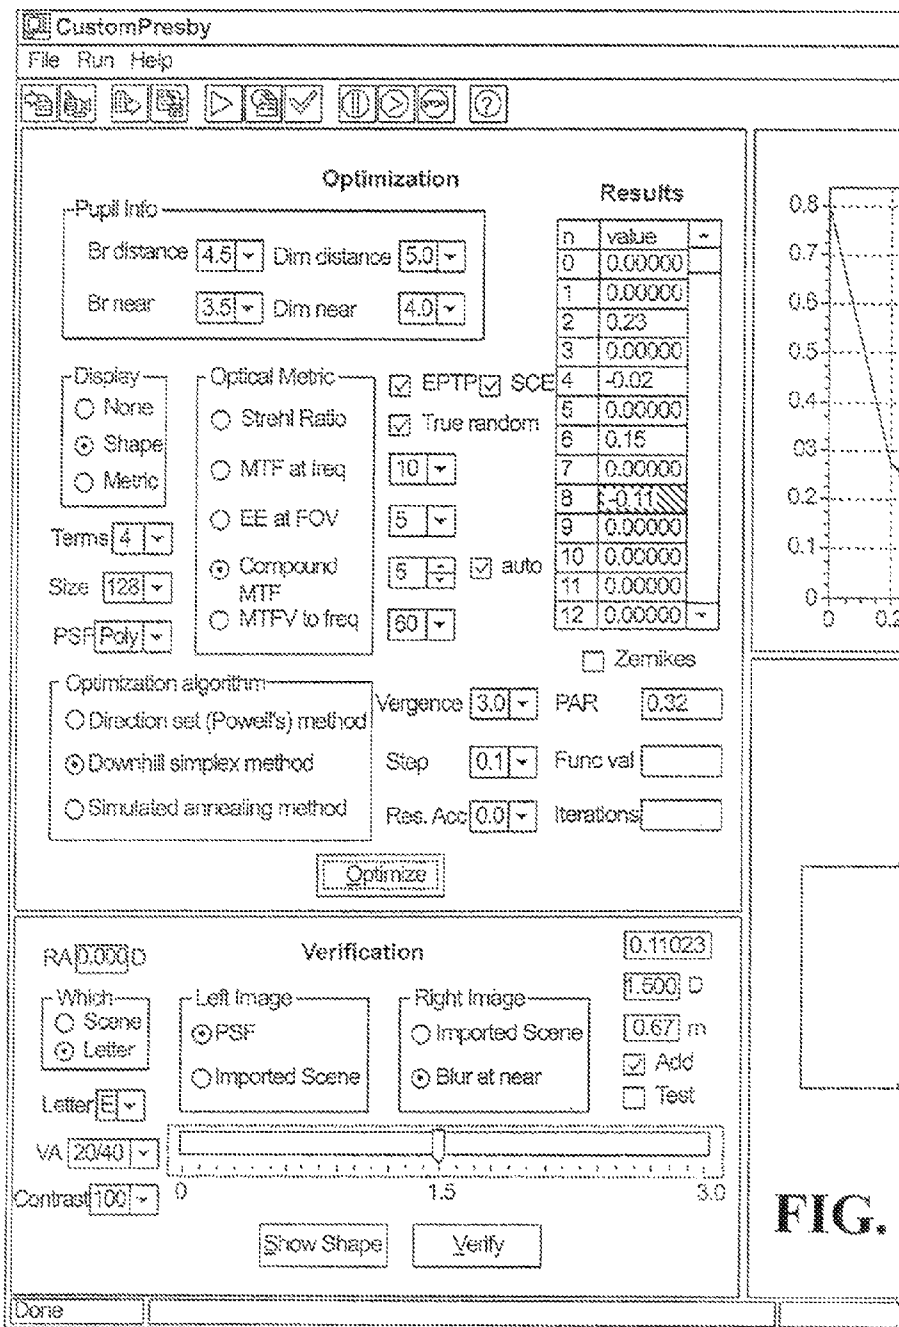 CustomPresby
File Run Help
STOP
?
Optimization
Pupil Info
Br distance 4.5 Dim distance 5.0
Br near 3.5 Dim near 4.0
Display
None
Shape
Metric
Terms 4
Size 128
PSF Poly
Optical Metric
Strehl Ratio
MTF at freq
EE at FOV
Compound
MTF
MTFV to freq
EPTP SCE
True random
10
5
auto
60
Results
n value
0 0.00000
1 0.00000
2 0.23
3 0.00000
4 -0.02
5 0.00000
6 0.15
7 0.00000
8 -0.11
9 0.00000
10 0.00000
11 0.00000
12 0.00000
Zernikes
Optimization algorithm
Direction set (Powell's) method
Downhill simplex method
Simulated annealing method
Vergence 3.0 PAR 0.32
Step 0.1 Func val
Res. Acc 0.0 Iterations
Optimize
0.8
0.7
0.6
0.5
0.4
03
0.2
0.1
0
0 0.2
RA 0.000 D
Verification
0.11023
1.500 D
0.67 m
Add
Test
Which
Scene
Letter
Left Image
PSF
Imported Scene
Right Image
Imported Scene
Blur at near
Letter E
VA 20/40
Contrast 100
0 1.5 3.0
Show Shape Verify
FIG.
Done